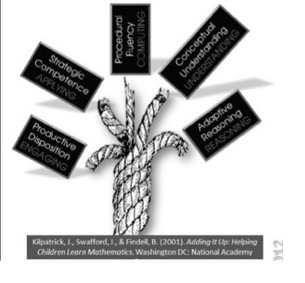 Productive
Disposition
ENGAGING
Strategic
Competence
APPLYING
Procedural
Fluency
COMPUTING
Conceptual
Understanding
UNDERSTANDING
Adaptive
Reasoning
REASONING
Kilpatrick, J., Swafford, J., & Findell, B. (2001). Adding It Up: Helping
Children Learn Mathematics. Washington DC: National Academy